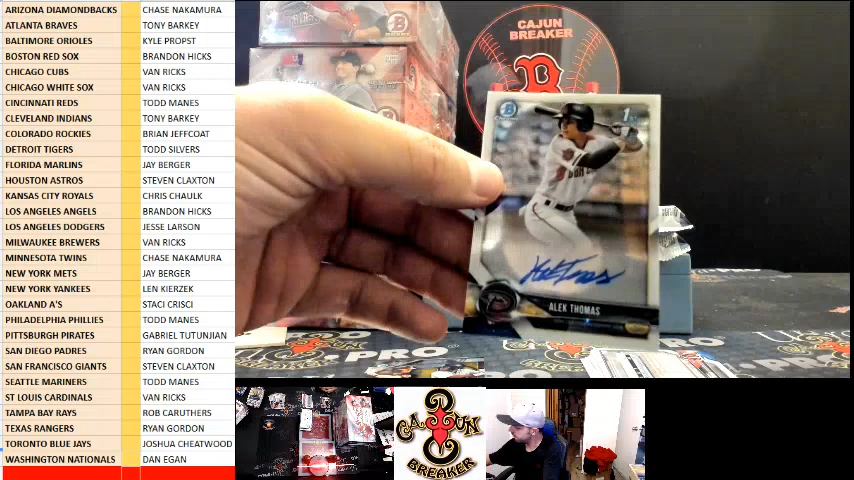 ARIZONA DIAMONDBACKS CHASE NAKAMURA
ATLANTA BRAVES TONY BARKEY
BALTIMORE ORIOLES KYLE PROPST
BOSTON RED SOX BRANDON HICKS
CHICAGO CUBS VAN RICKS
CHICAGO WHITE SOX VAN RICKS
CINCINNATI REDS TODD MANES
CLEVELAND INDIANS TONY BARKEY
COLORADO ROCKIES BRIAN JEFFCOAT
DETROIT TIGERS TODD SILVERS
FLORIDA MARLINS JAY BERGER
HOUSTON ASTROS STEVEN CLAXTON
KANSAS CITY ROYALS CHRIS CHAULK
LOS ANGELES ANGELS BRANDON HICKS
LOS ANGELES DODGERS JESSE LARSON
MILWAUKEE BREWERS VAN RICKS
MINNESOTA TWINS CHASE NAKAMURA
NEW YORK METS JAY BERGER
NEW YORK YANKEES LEN KIERZEK
OAKLAND A'S STACI CRISCI
PHILADELPHIA PHILLIES TODD MANES
PITTSBURGH PIRATES GABRIEL TUTUNJIAN
SAN DIEGO PADRES RYAN GORDON
SAN FRANCISCO GIANTS STEVEN CLAXTON
SEATTLE MARINERS TODD MANES
ST LOUIS CARDINALS VAN RICKS
TAMPA BAY RAYS ROB CARUTHERS
TEXAS RANGERS RYAN GORDON
TORONTO BLUE JAYS JOSHUA CHEATWOOD
WASHINGTON NATIONALS DAN EGAN
CAJUN
BREAKER
B
1st
ALEK THOMAS
PRO
CAJUN
BREAKER